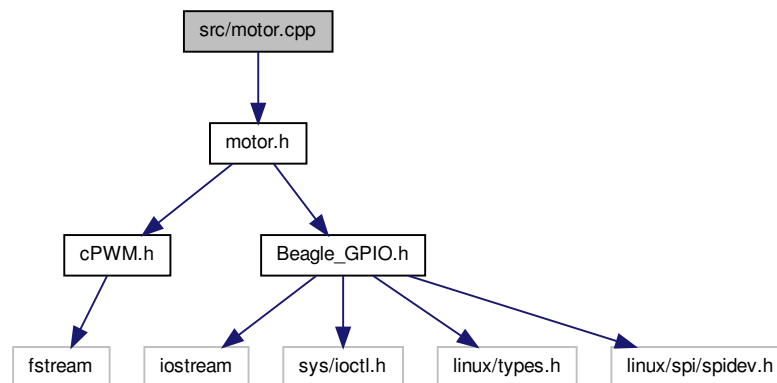 src/motor.cpp
motor.h
cPWM.h
Beagle_GPIO.h
fstream
iostream
sys/ioctl.h
linux/types.h
linux/spi/spidev.h